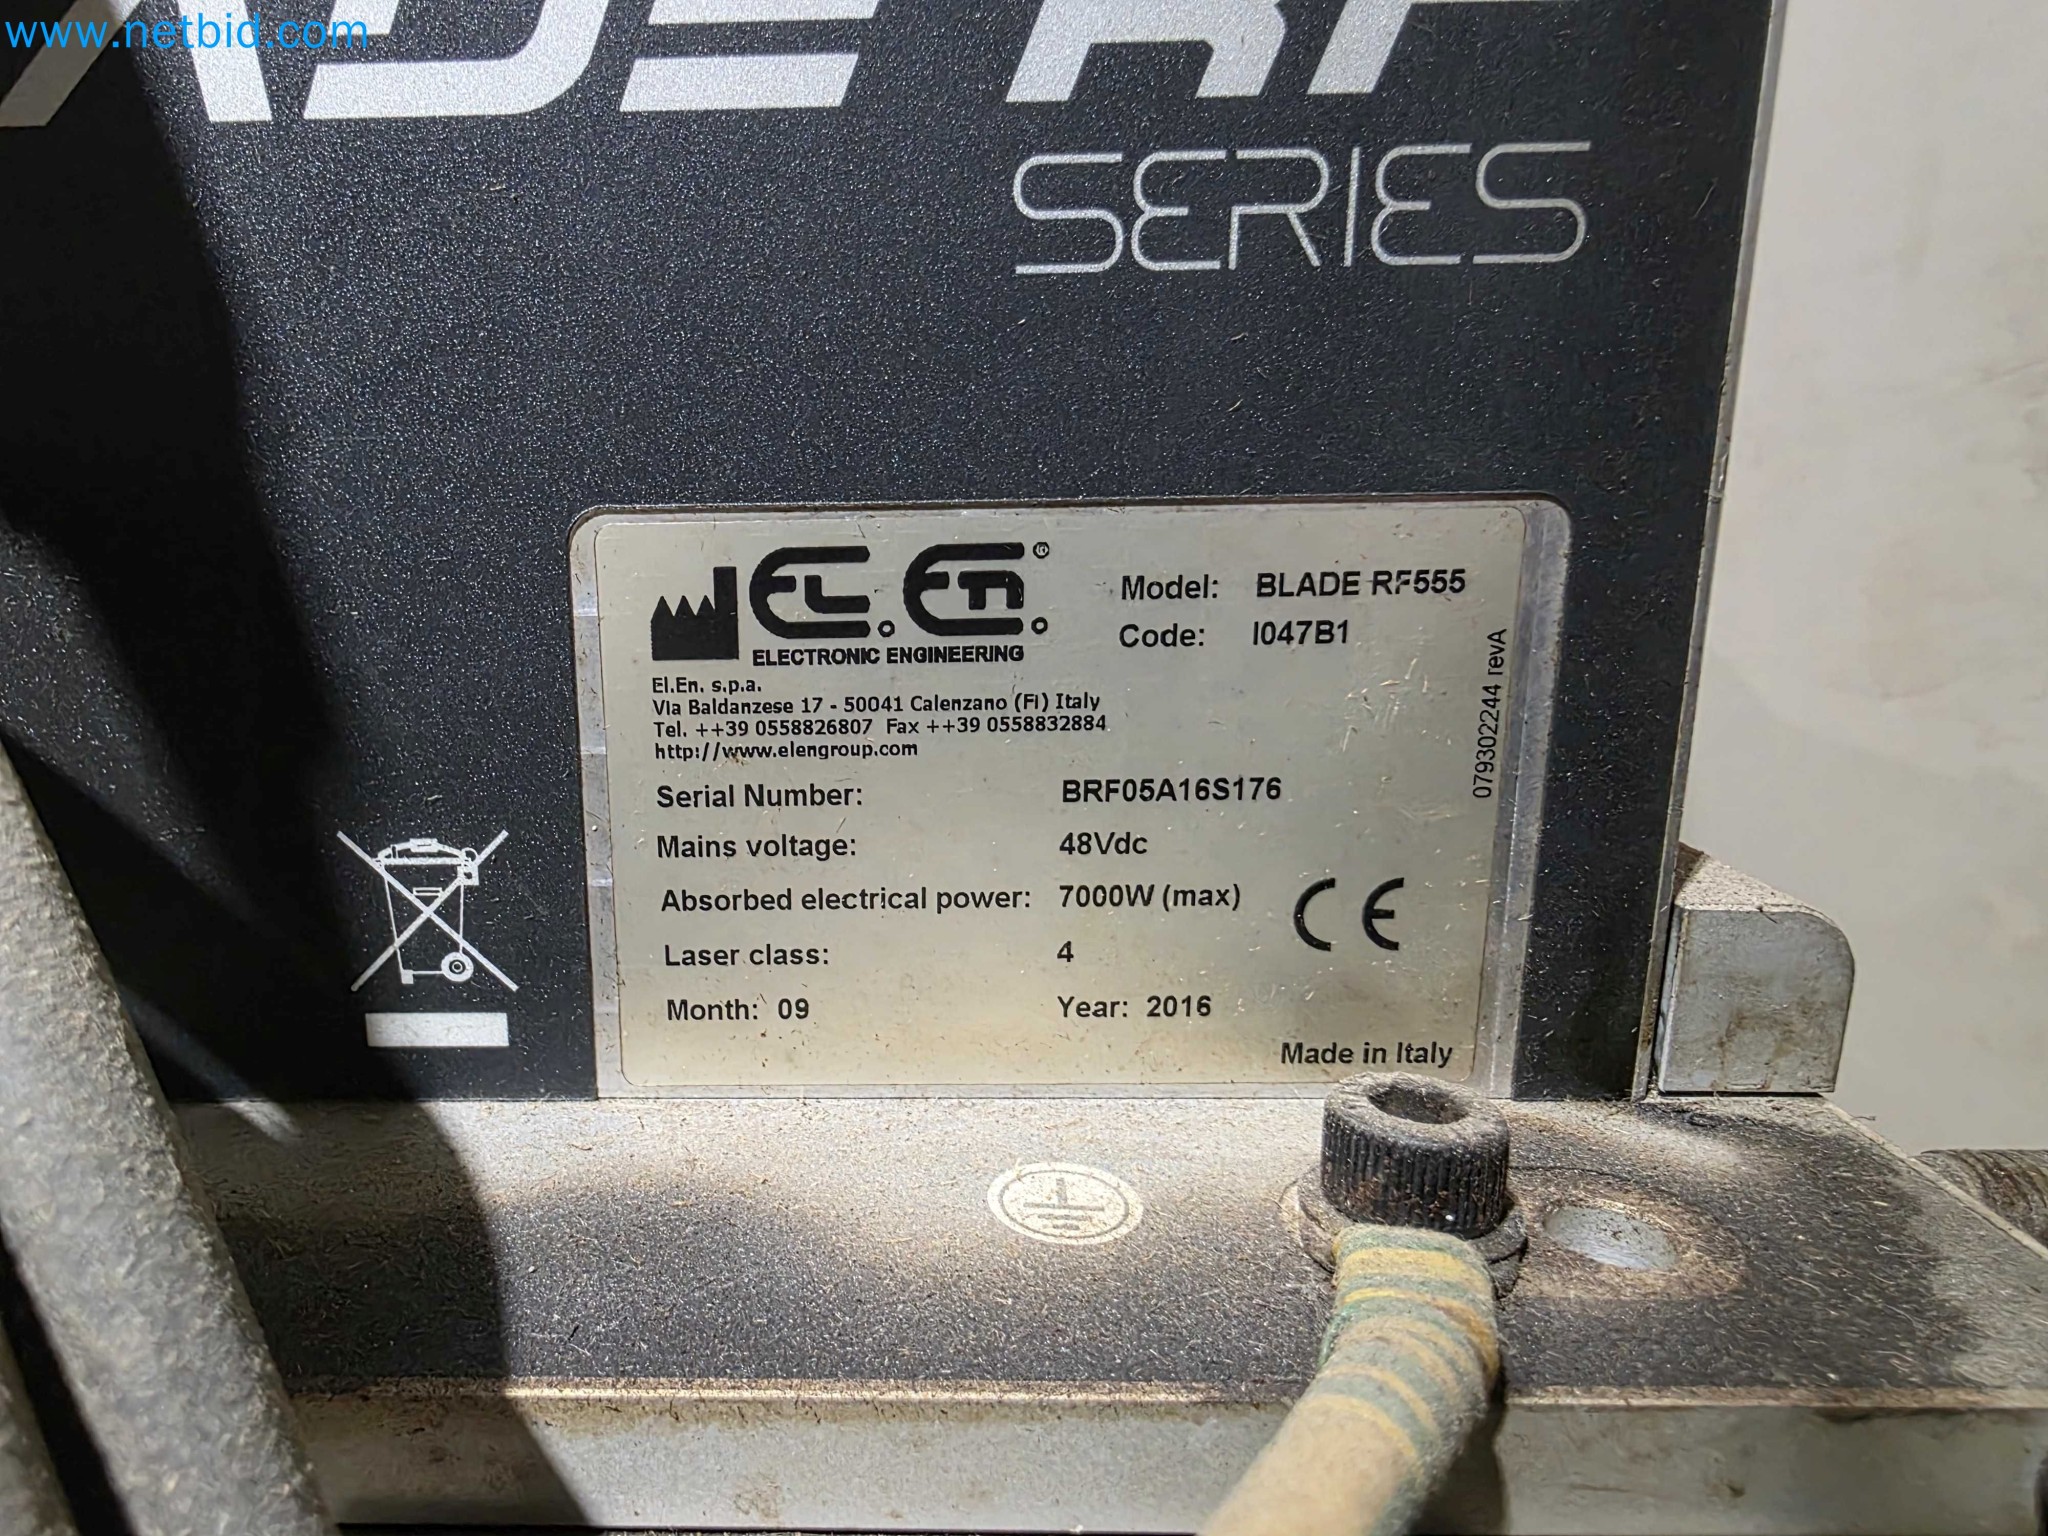 www.netbid.com
ADE RF
SERIES
EL.En.®
ELECTRONIC ENGINEERING
Model: BLADE RF555
Code: I047B1
El.En. s.p.a.
Via Baldanzese 17 - 50041 Calenzano (FI) Italy
Tel. ++39 0558826807 Fax ++39 0558832884
http://www.elengroup.com
079302244 revA
Serial Number: BRF05A16S176
Mains voltage: 48Vdc
Absorbed electrical power: 7000W (max)
CE
Laser class: 4
Month: 09 Year: 2016
Made in Italy